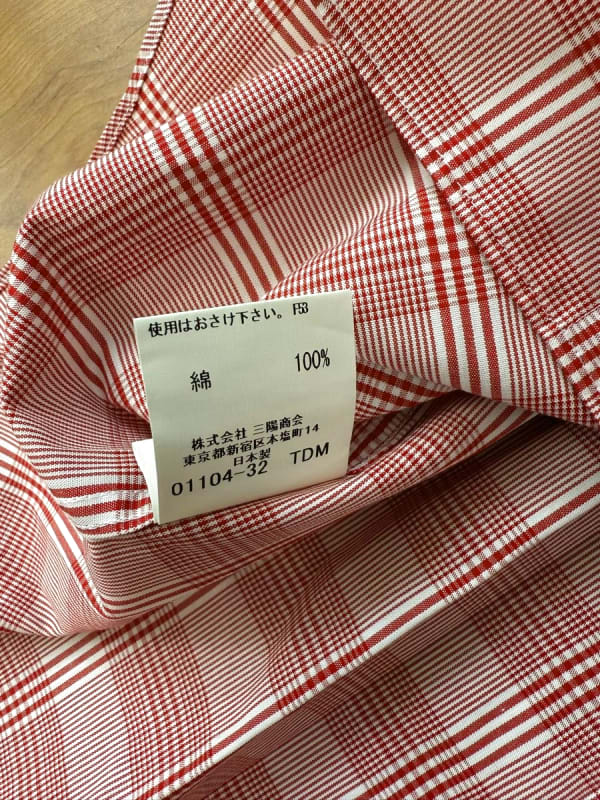 使用はおさけ下さい。F53
綿 100%
株式会社 三陽商会
東京都新宿区本塩町14
日本製
01104-32 TDM